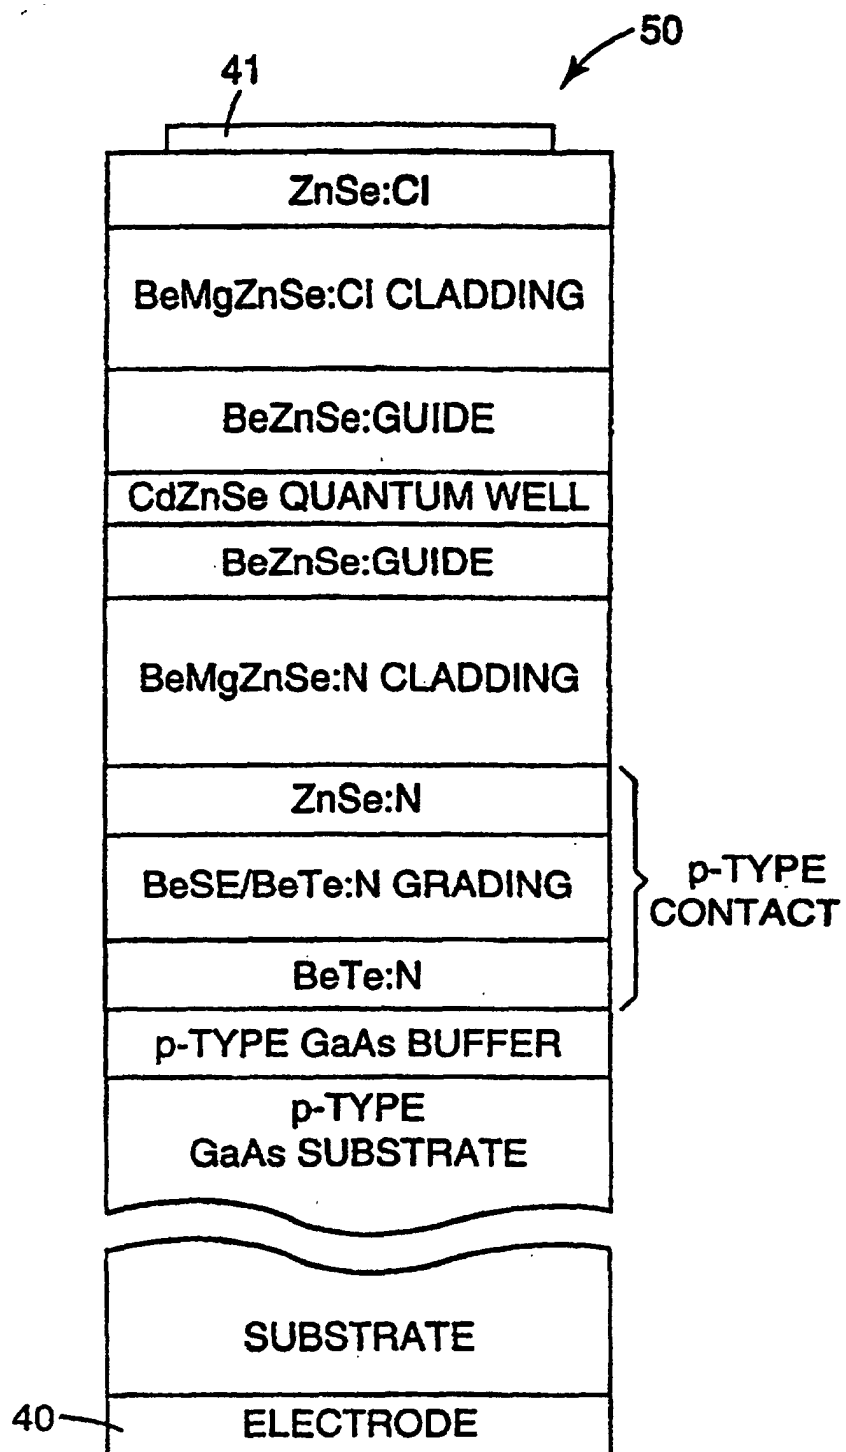 50
41
ZnSe:Cl
BeMgZnSe:Cl CLADDING
BeZnSe:GUIDE
CdZnSe QUANTUM WELL
BeZnSe:GUIDE
BeMgZnSe:N CLADDING
ZnSe:N
BeSE/BeTe:N GRADING
p-TYPE
CONTACT
BeTe:N
p-TYPE GaAs BUFFER
p-TYPE
GaAs SUBSTRATE
SUBSTRATE
40
ELECTRODE